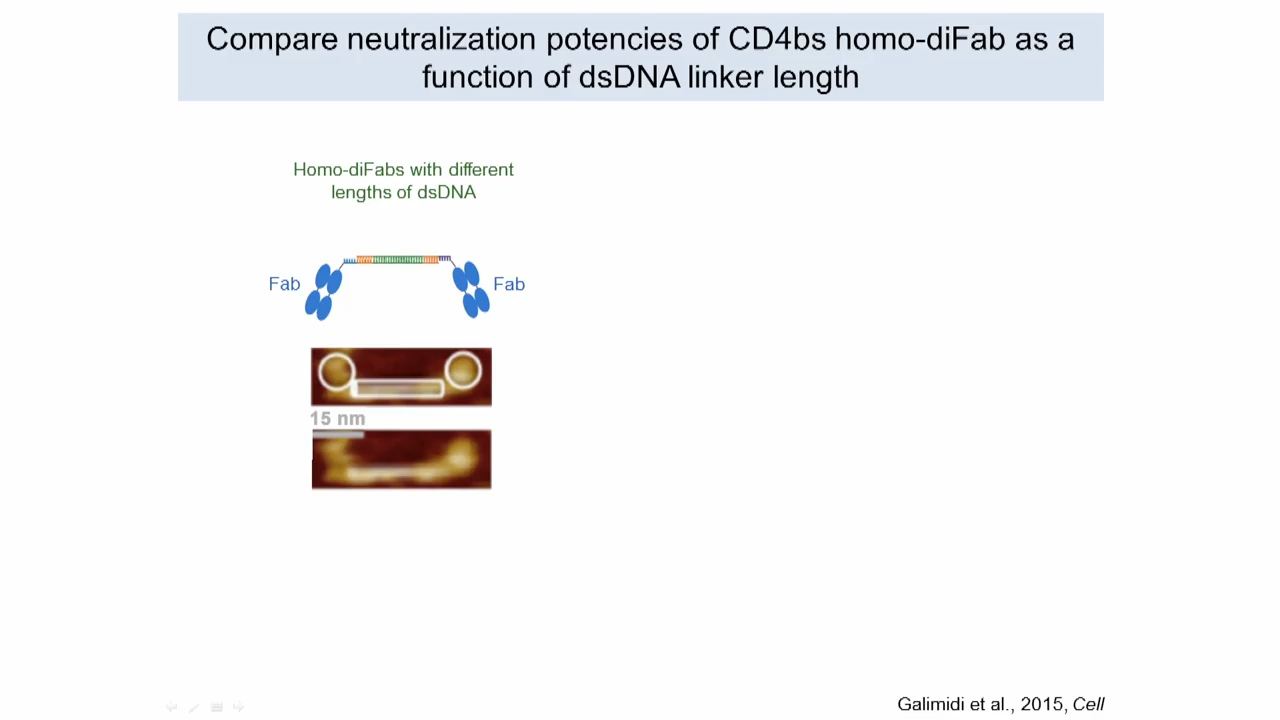 Compare neutralization potencies of CD4bs homo-diFab as a
function of dsDNA linker length
Homo-diFabs with different
lengths of dsDNA
Fab
Fab
15 nm
Galimidi et al., 2015, Cell